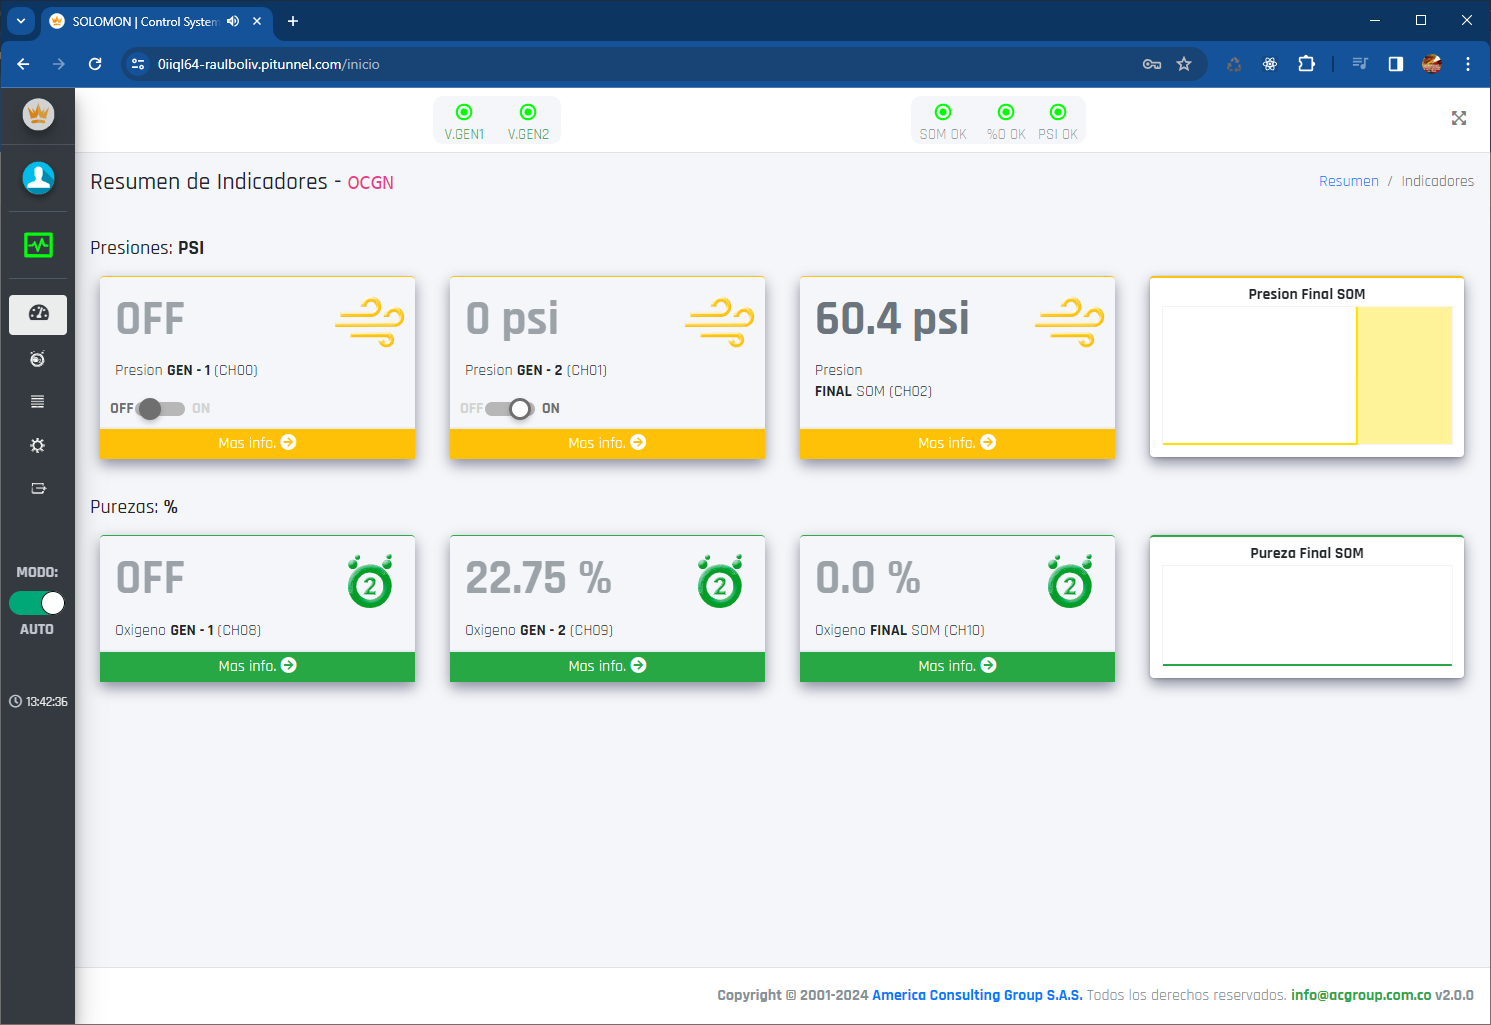 SOLOMON | Control System
0iiql64-raulboliv.pitunnel.com/inicio
V.GEN1 V.GEN2 SOM OK %O OK PSI OK
Resumen de Indicadores - OCGN
Resumen / Indicadores
Presiones: PSI
OFF
Presion GEN - 1 (CH00)
OFF ON
Mas info.
0 psi
Presion GEN - 2 (CH01)
OFF ON
Mas info.
60.4 psi
Presion
FINAL SOM (CH02)
Mas info.
Presion Final SOM
Purezas: %
OFF
2
Oxigeno GEN - 1 (CH08)
Mas info.
22.75 %
2
Oxigeno GEN - 2 (CH09)
Mas info.
0.0 %
2
Oxigeno FINAL SOM (CH10)
Mas info.
Pureza Final SOM
MODO:
AUTO
13:42:36
Copyright © 2001-2024 America Consulting Group S.A.S. Todos los derechos reservados. info@acgroup.com.co v2.0.0